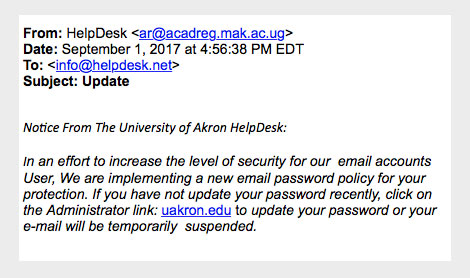 From: HelpDesk <ar@acadreg.mak.ac.ug>
Date: September 1, 2017 at 4:56:38 PM EDT
To: <info@helpdesk.net>
Subject: Update
Notice From The University of Akron HelpDesk:
In an effort to increase the level of security for our  email accounts
User, We are implementing a new email password policy for your
protection. If you have not update your password recently, click on
the Administrator link: uakron.edu to update your password or your
e-mail will be temporarily  suspended.